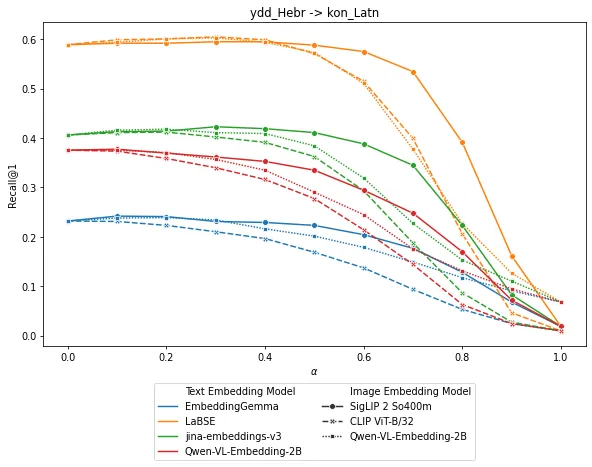 ydd_Hebr -> kon_Latn
Recall@1
0.6
0.5
0.4
0.3
0.2
0.1
0.0
0.0 0.2 0.4 0.6 0.8 1.0
α
Text Embedding Model
EmbeddingGemma
LaBSE
jina-embeddings-v3
Qwen-VL-Embedding-2B
Image Embedding Model
SigLIP 2 So400m
CLIP ViT-B/32
Qwen-VL-Embedding-2B